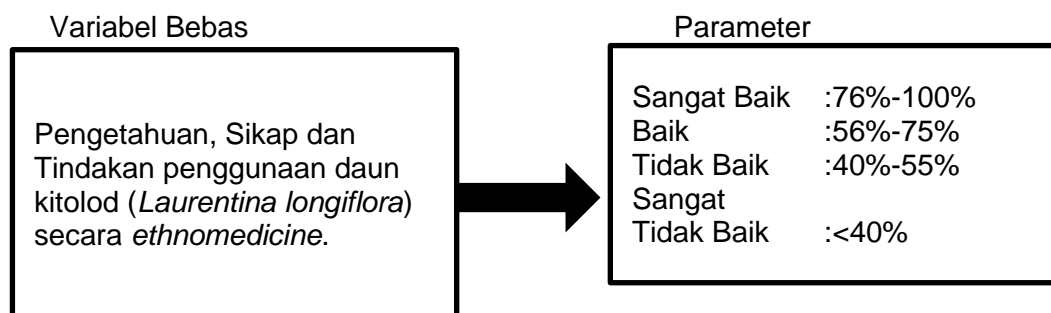 Variabel Bebas
Pengetahuan, Sikap dan
Tindakan penggunaan daun
kitolod (Laurentina longiflora)
secara ethnomedicine.
Parameter
Sangat Baik :76%-100%
Baik :56%-75%
Tidak Baik :40%-55%
Sangat
Tidak Baik :<40%